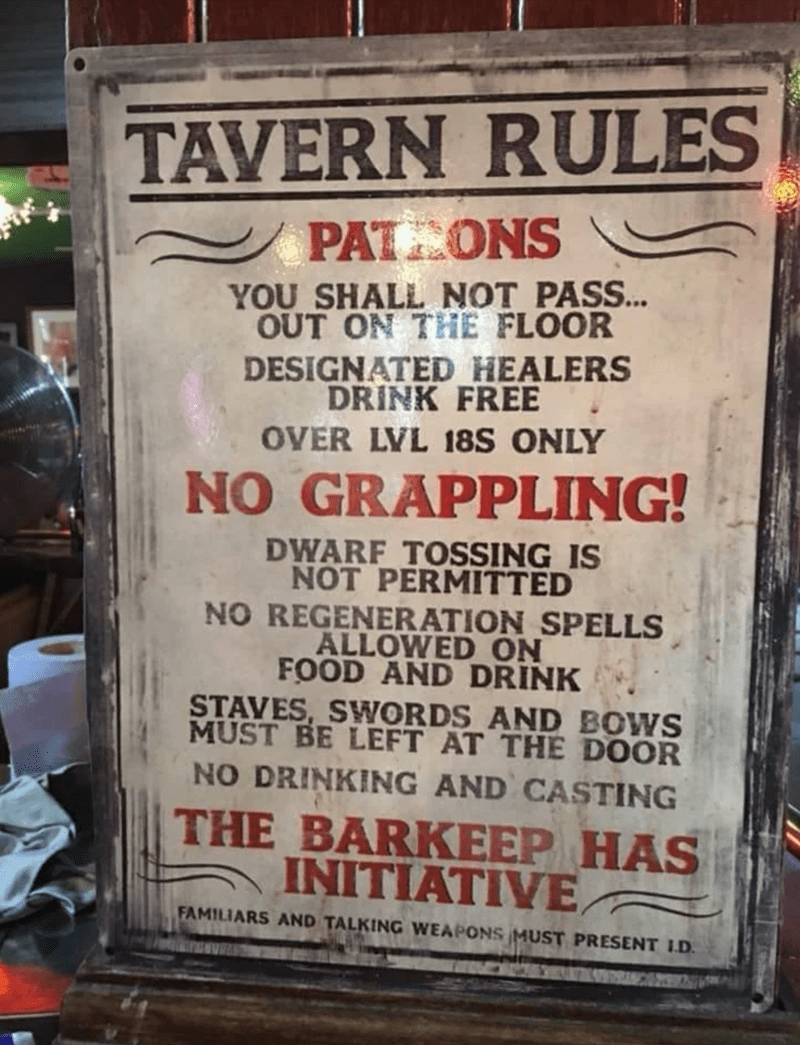 TAVERN RULES
PATRONS
YOU SHALL NOT PASS...
OUT ON THE FLOOR
DESIGNATED HEALERS
DRINK FREE
OVER LVL 18S ONLY
NO GRAPPLING!
DWARF TOSSING IS
NOT PERMITTED
NO REGENERATION SPELLS
ALLOWED ON
FOOD AND DRINK
STAVES, SWORDS AND BOWS
MUST BE LEFT AT THE DOOR
NO DRINKING AND CASTING
THE BARKEEP HAS
INITIATIVE
FAMILIARS AND TALKING WEAPONS MUST PRESENT I.D.